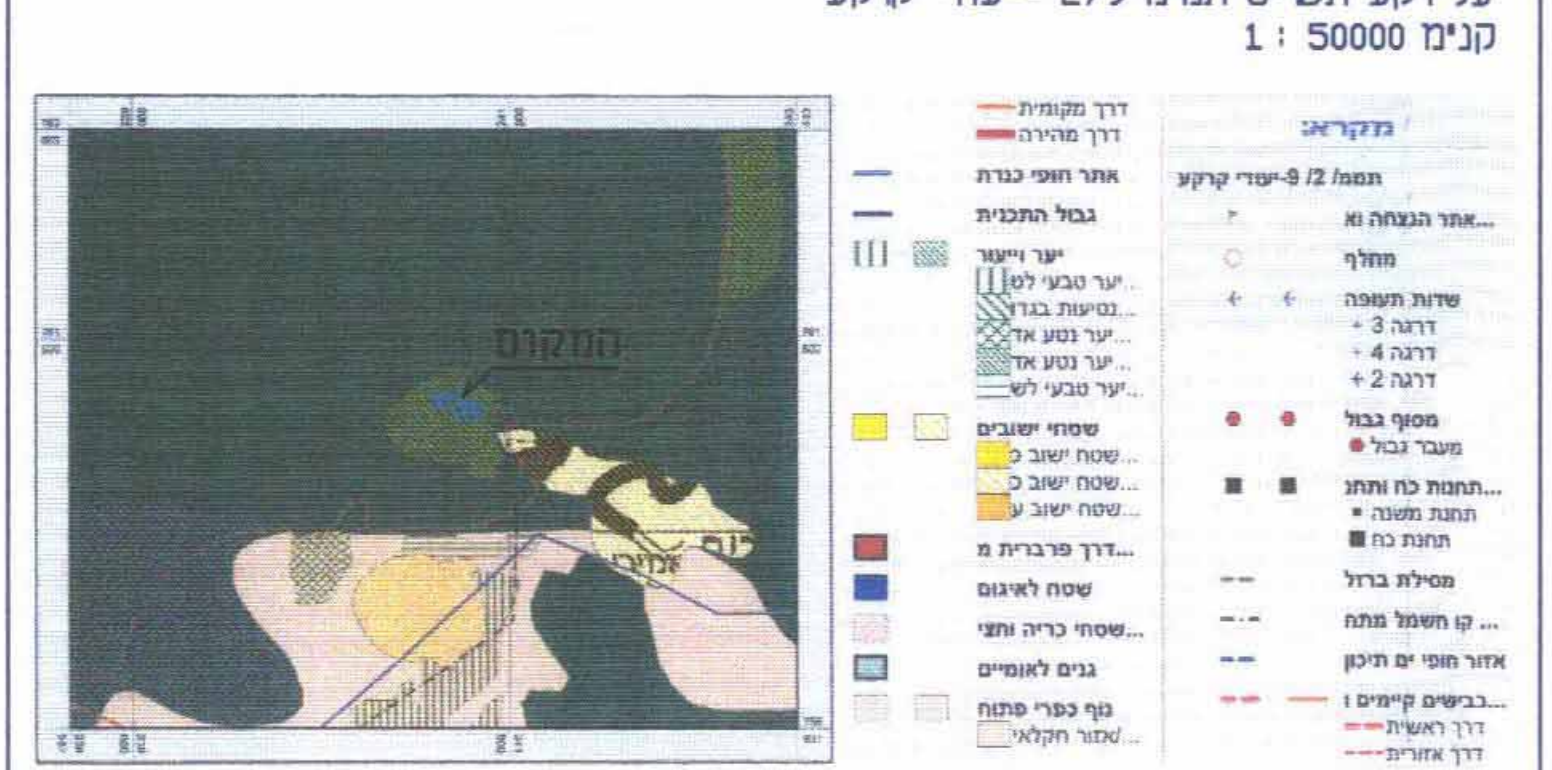 קנ״מ 50000 : 1
מקרא:
תממ/ 2/ 9-יעודי קרקע
...אתר הנצחה וא
מחלף
שדות תעופה
דרגה 3
דרגה 4
דרגה 2
מסוף גבול
מעבר גבול
...תחנות כח ותחנ
תחנת משנה
תחנת כח
מסילת ברזל
... קו חשמל מתח
אזור חופי ים תיכון
...כבישים קיימים ו
דרך ראשית
דרך אזורית
דרך מקומית
דרך מהירה
אתר חופי כנרת
גבול התכנית
יער וייעור
...יער טבעי לט
...נטיעות בגדו
...יער נטע אד
...יער נטע אד
...יער טבעי לש
שטחי ישובים
...שטח ישוב כ
...שטח ישוב כ
...שטח ישוב ע
...דרך פרברית מ
שטח לאיגום
...שטחי כריה וחצי
גנים לאומיים
נוף כפרי פתוח
.../אזור חקלאי
המקום